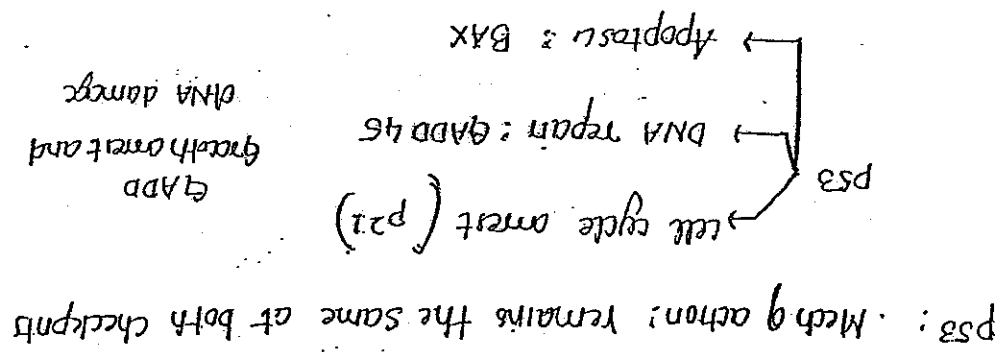 p53: . Mech of action: remains the same at both checkpnts
p53 → cell cycle arrest (p21)
→ DNA repair: GADD 45
→ Apoptosis: BAX
GADD
Growth arrest and
DNA damage